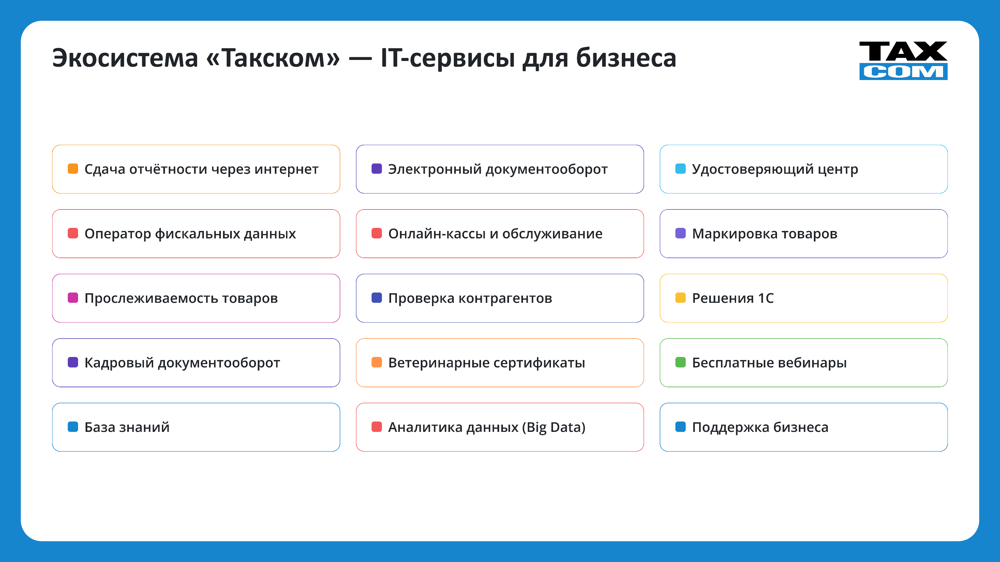 Экосистема «Такском» — IT-сервисы для бизнеса
TAX
COM
Сдача отчётности через интернет
Электронный документооборот
Удостоверяющий центр
Оператор фискальных данных
Онлайн-кассы и обслуживание
Маркировка товаров
Прослеживаемость товаров
Проверка контрагентов
Решения 1С
Кадровый документооборот
Ветеринарные сертификаты
Бесплатные вебинары
База знаний
Аналитика данных (Big Data)
Поддержка бизнеса